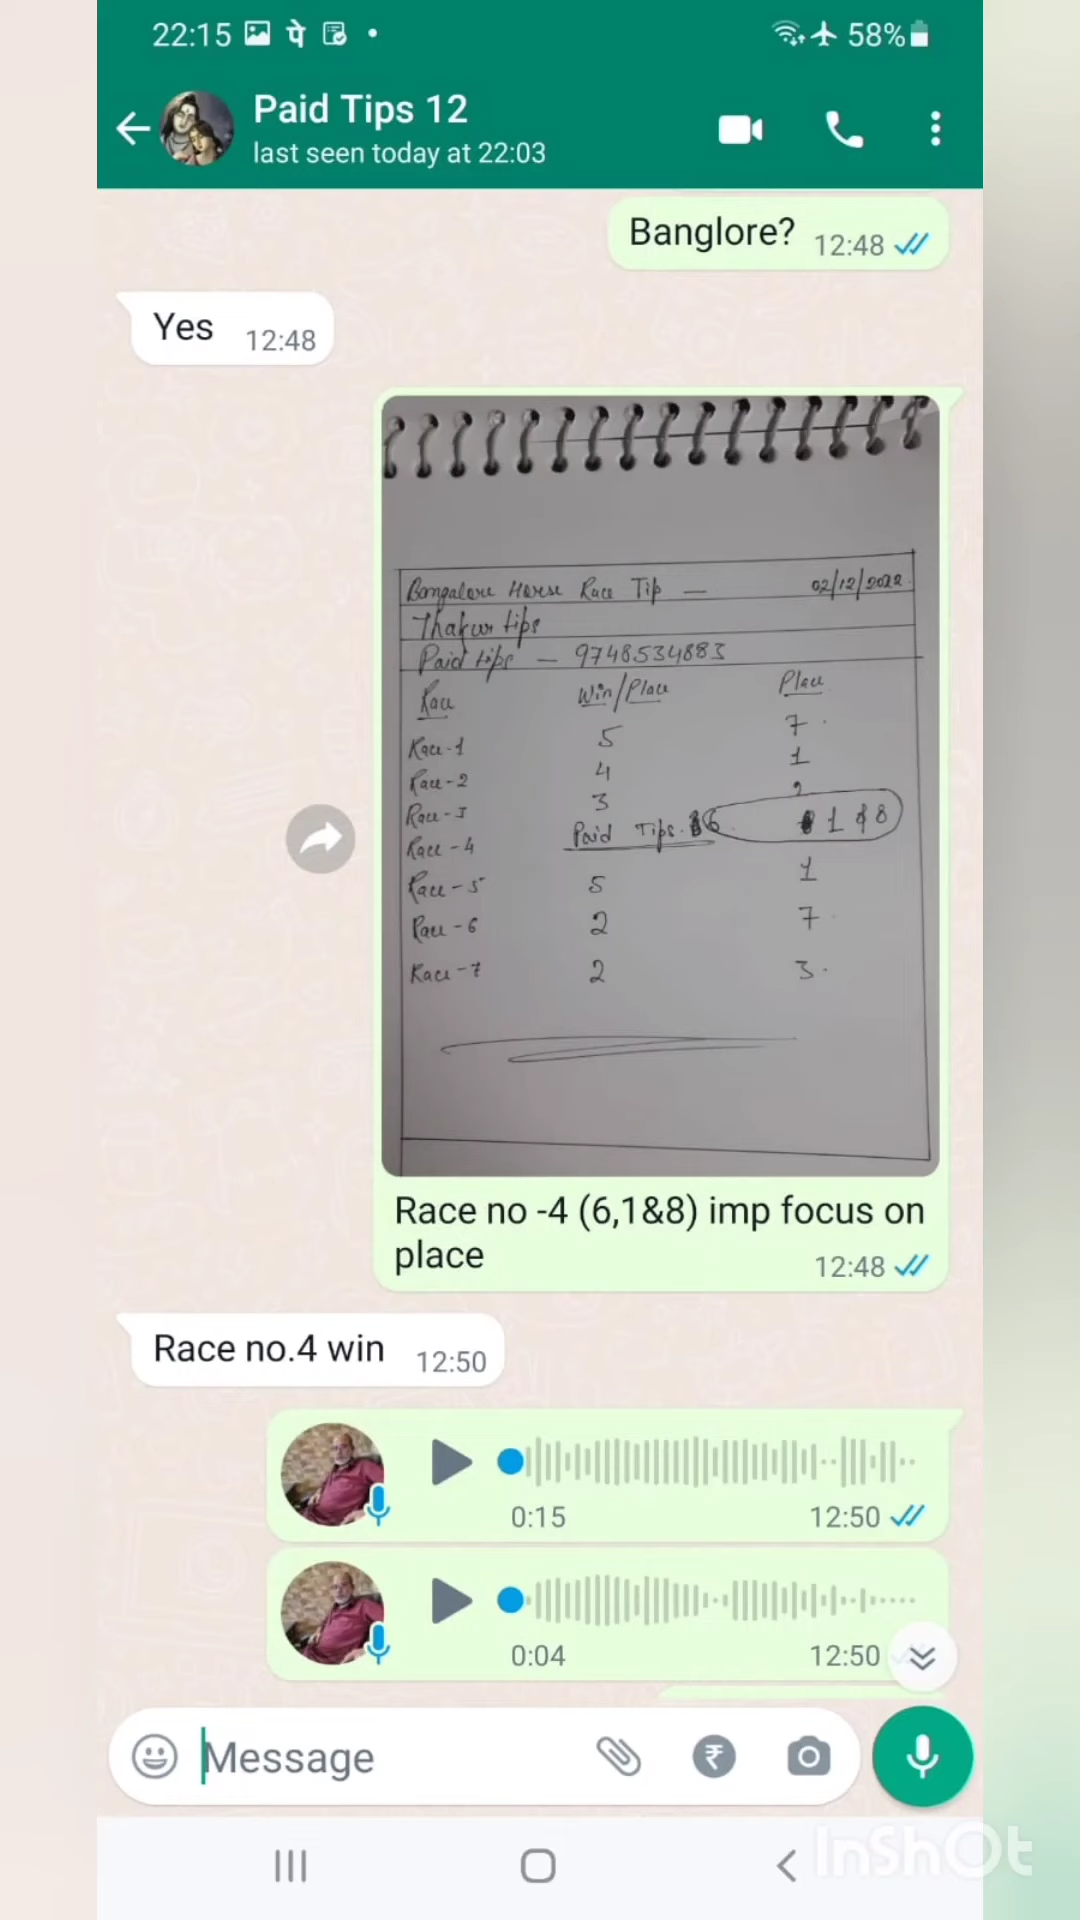 22:15 पे 58%
Paid Tips 12
last seen today at 22:03
Banglore? 12:48
Yes 12:48
Bangalore Horse Race Tip — 02/12/2022
Thakur tips
Paid tips — 9748534883
Race Win/Place Place
Race-1 5 7
Race-2 4 1
Race-3 3
Race-4 Paid Tips. 6 1 & 8
Race-5 5 1
Race-6 2 7
Race-7 2 3
Race no -4 (6,1&8) imp focus on
place 12:48
Race no.4 win 12:50
0:15 12:50
0:04 12:50
Message
InShOt